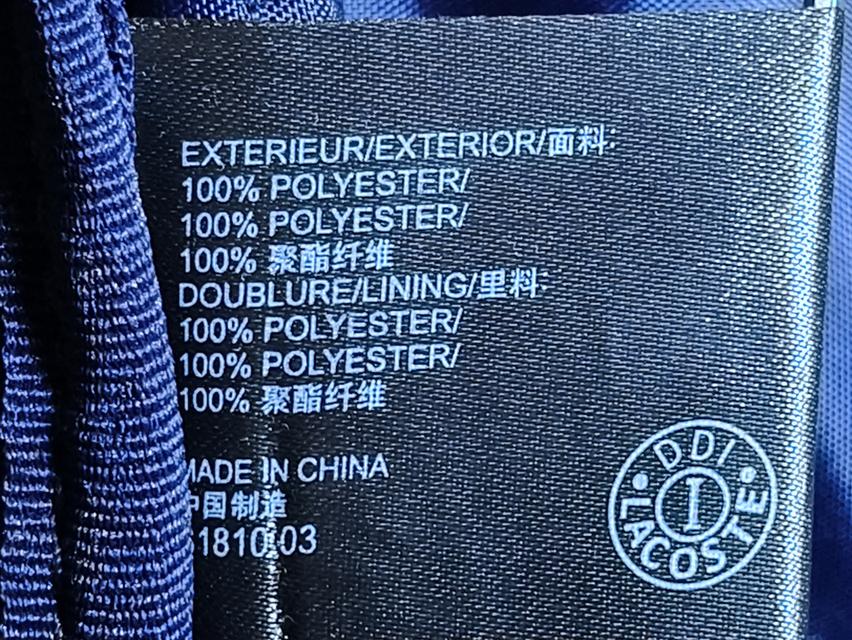 EXTERIEUR/EXTERIOR/面料:
100% POLYESTER/
100% POLYESTER/
100% 聚酯纤维
DOUBLURE/LINING/里料:
100% POLYESTER/
100% POLYESTER/
100% 聚酯纤维
MADE IN CHINA
中国制造
1810.03
DDI
I
LACOSTE